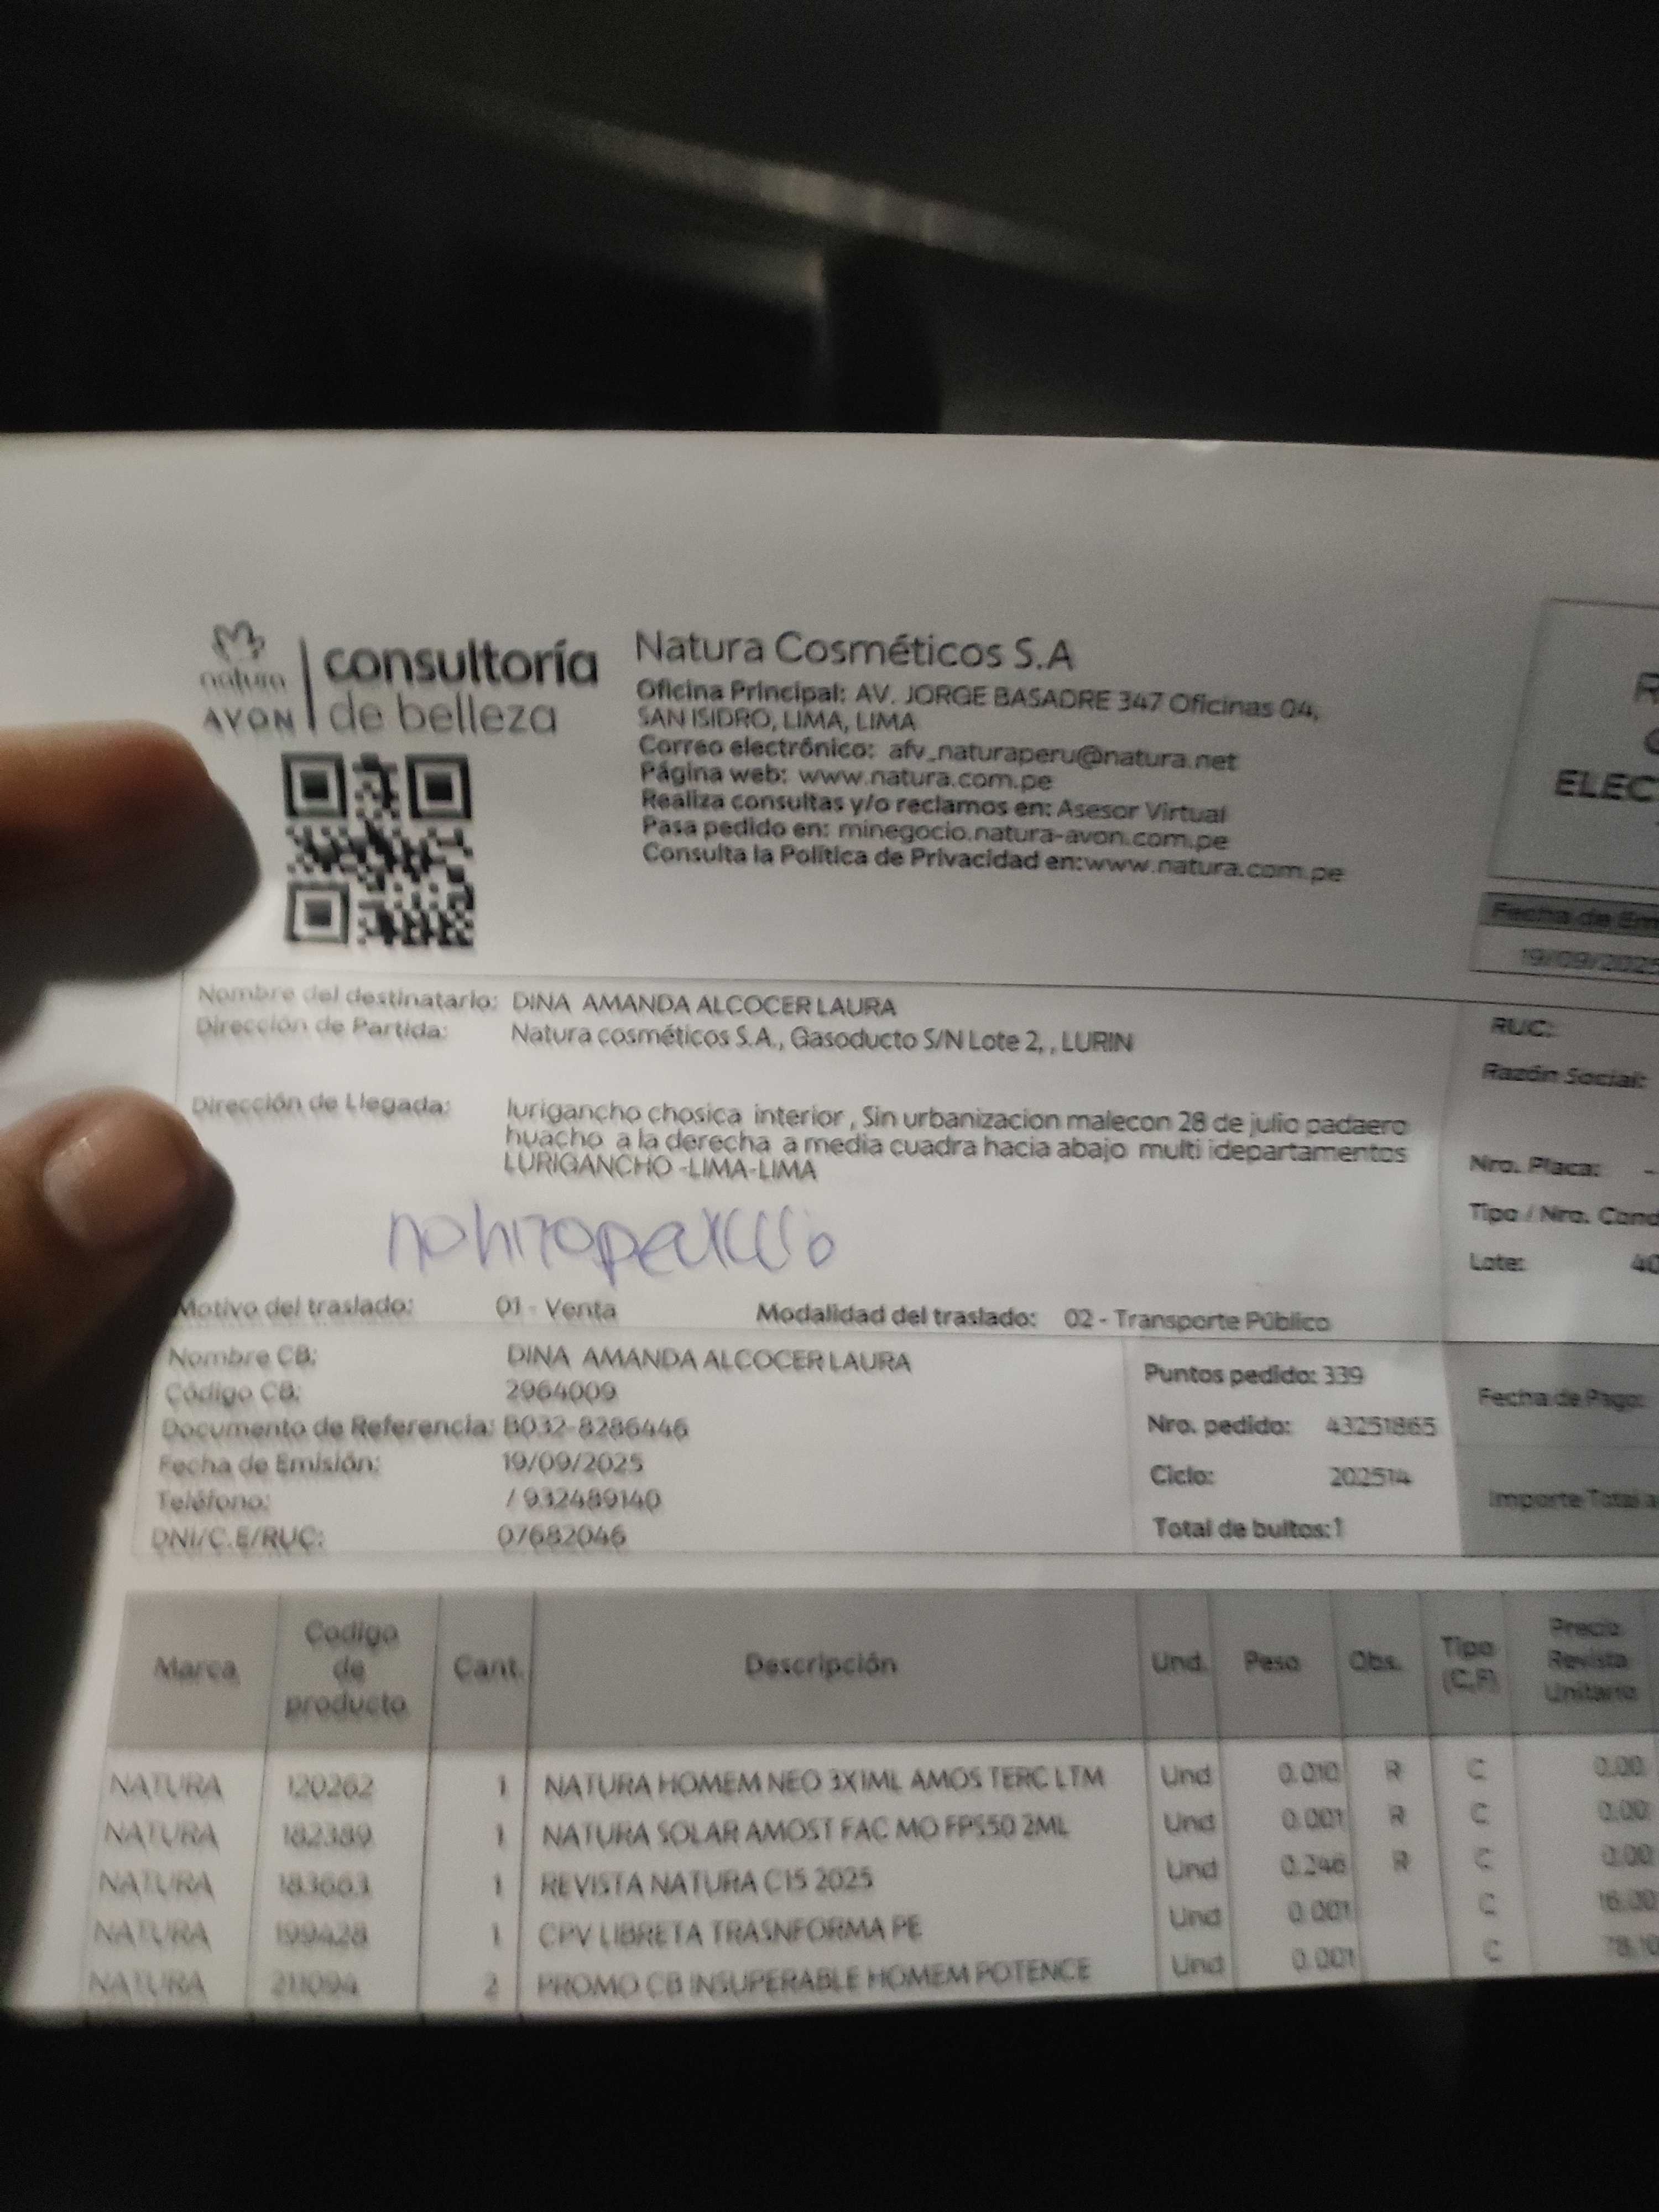 natura
AVON
consultoría
de belleza
Natura Cosméticos S.A
Oficina Principal: AV. JORGE BASADRE 347 Oficinas 04,
SAN ISIDRO, LIMA, LIMA
Correo electrónico: afv_naturaperu@natura.net
Página web: www.natura.com.pe
Realiza consultas y/o reclamos en: Asesor Virtual
Pasa pedido en: minegocio.natura-avon.com.pe
Consulta la Política de Privacidad en:www.natura.com.pe
R
ELEC
Fecha de Em
19/09/2025
Nombre del destinatario: DINA AMANDA ALCOCER LAURA
Dirección de Partida: Natura cosméticos S.A., Gasoducto S/N Lote 2, , LURIN
Dirección de Llegada: lurigancho chosica interior , Sin urbanizacion malecon 28 de julio padaero
huacho a la derecha a media cuadra hacia abajo multi idepartamentos
LURIGANCHO -LIMA-LIMA
RUC:
Razón Social:
Nro. Placa: -
Tipo / Nro. Cond
Lote: 40
no hizo pedido
Motivo del traslado: 01 - Venta Modalidad del traslado: 02 - Transporte Público
Nombre CB: DINA AMANDA ALCOCER LAURA
Código CB: 2964009
Documento de Referencia: B032-8286446
Fecha de Emisión: 19/09/2025
Teléfono: / 932489140
DNI/C.E/RUC: 07682046
Puntos pedido: 339
Nro. pedido: 43251865
Ciclo: 202514
Total de bultos:1
Fecha de Pago:
Importe Total a
Marca Codigo de producto Cant. Descripción Und. Peso Obs. Tipo (C,F) Precio Revista Unitario
NATURA 120262 1 NATURA HOMEM NEO 3X1ML AMOS TERC LTM Und 0.010 R C 0.00
NATURA 182389 1 NATURA SOLAR AMOST FAC MO FPS50 2ML Und 0.001 R C 0.00
NATURA 183663 1 REVISTA NATURA C15 2025 Und 0.246 R C 0.00
NATURA 199428 1 CPV LIBRETA TRASNFORMA PE Und 0.001 C 16.00
NATURA 211094 2 PROMO CB INSUPERABLE HOMEM POTENCE Und 0.001 C 78.10